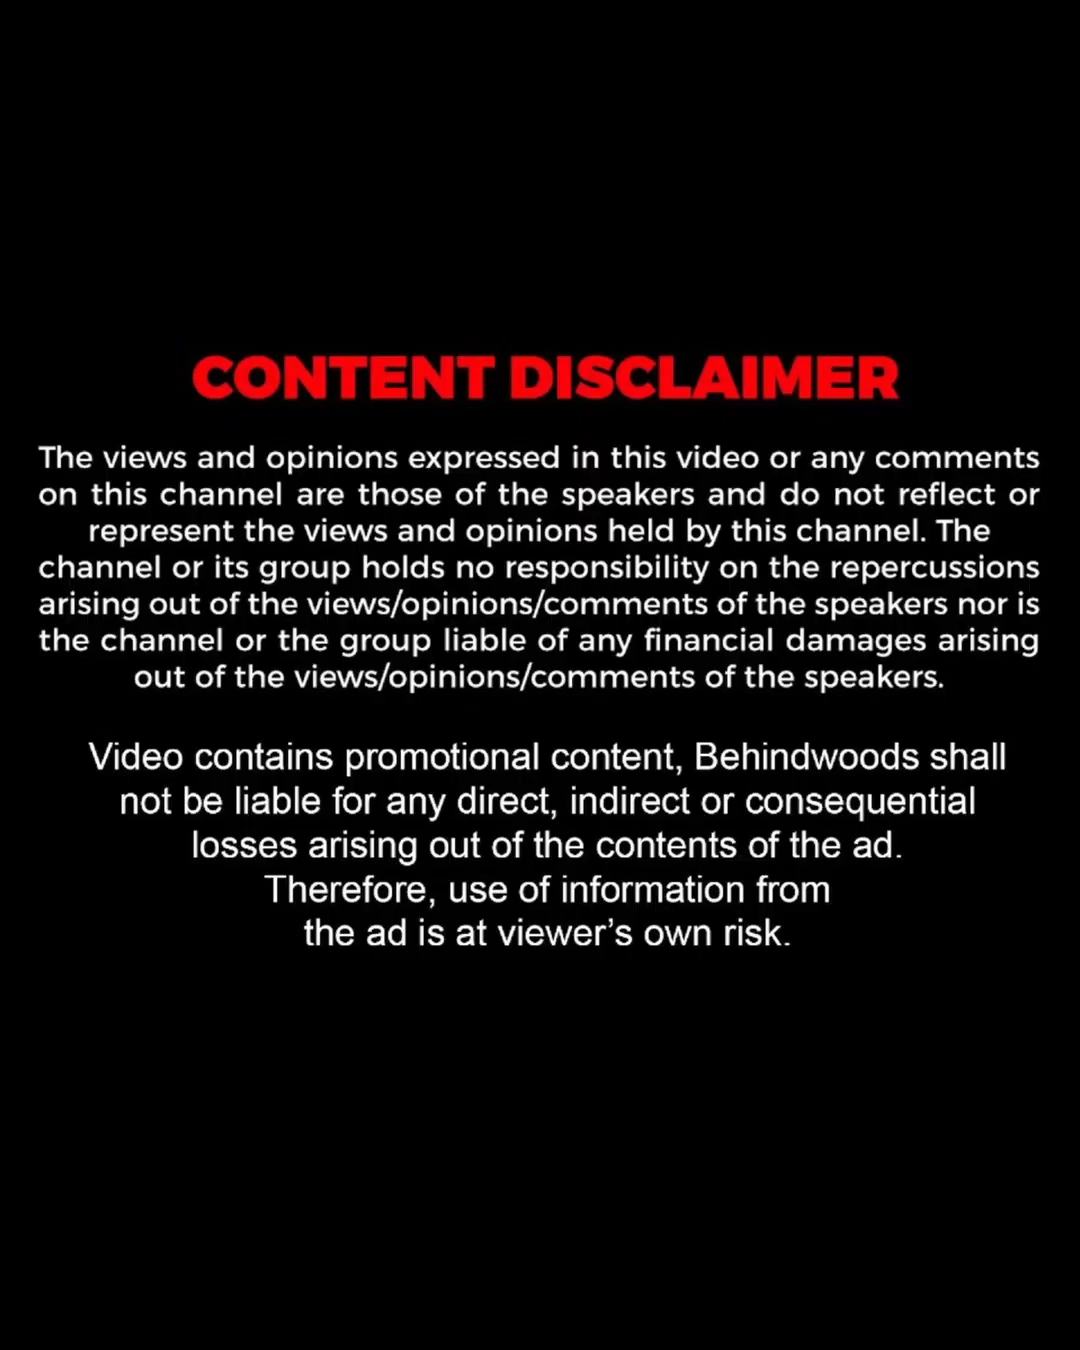 CONTENT DISCLAIMER
The views and opinions expressed in this video or any comments
on this channel are those of the speakers and do not reflect or
represent the views and opinions held by this channel. The
channel or its group holds no responsibility on the repercussions
arising out of the views/opinions/comments of the speakers nor is
the channel or the group liable of any financial damages arising
out of the views/opinions/comments of the speakers.
Video contains promotional content, Behindwoods shall
not be liable for any direct, indirect or consequential
losses arising out of the contents of the ad.
Therefore, use of information from
the ad is at viewer’s own risk.